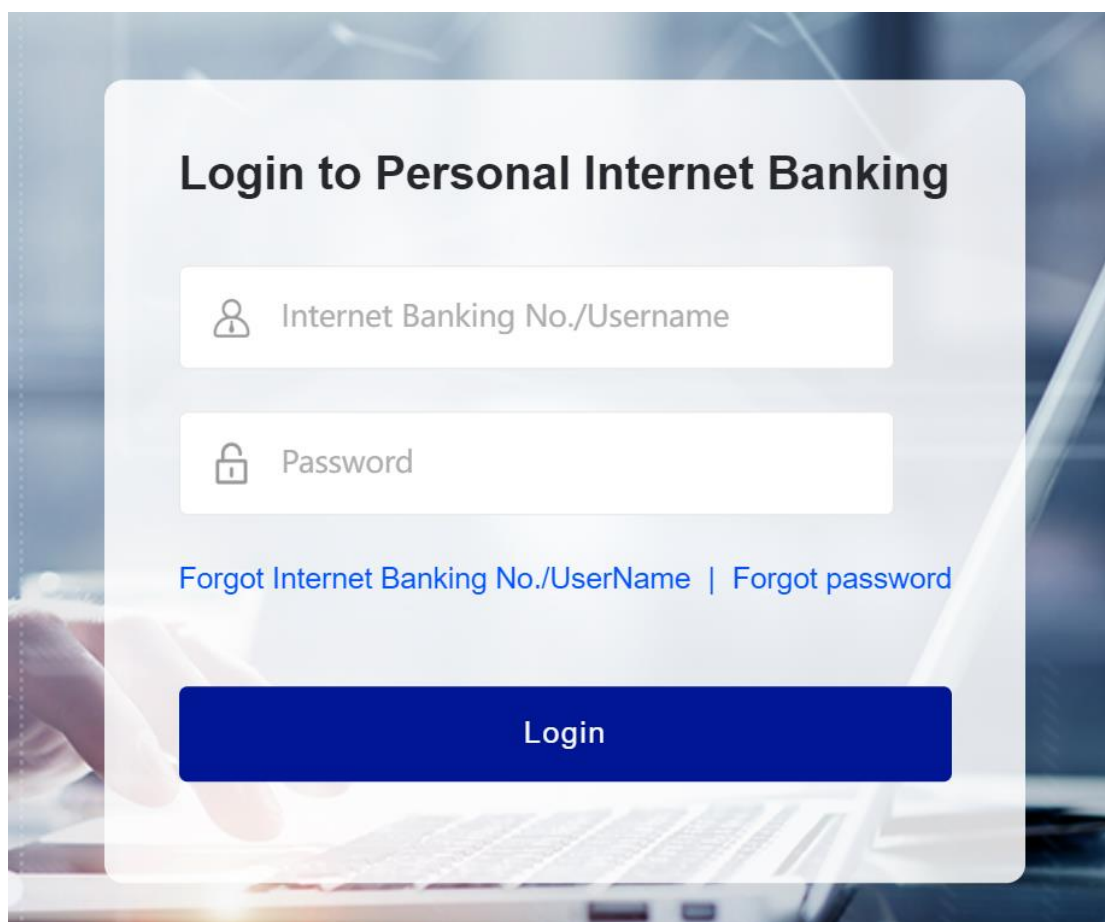 Login to Personal Internet Banking
Internet Banking No./Username
Password
Forgot Internet Banking No./UserName | Forgot password
Login